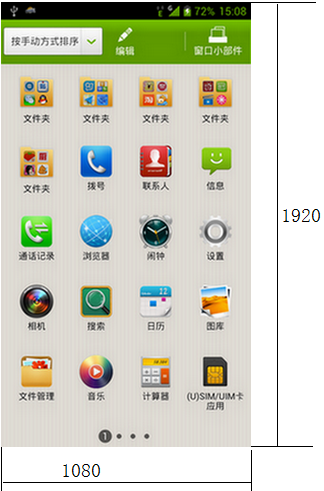 72% 15:08
按手动方式排序
编辑
窗口小部件
文件夹 文件夹 文件夹 文件夹
文件夹 拨号 联系人 信息
通话记录 浏览器 闹钟 设置
相机 搜索 日历 图库
文件管理 音乐 计算器 (U)SIM/UIM卡
应用
1
1920
1080